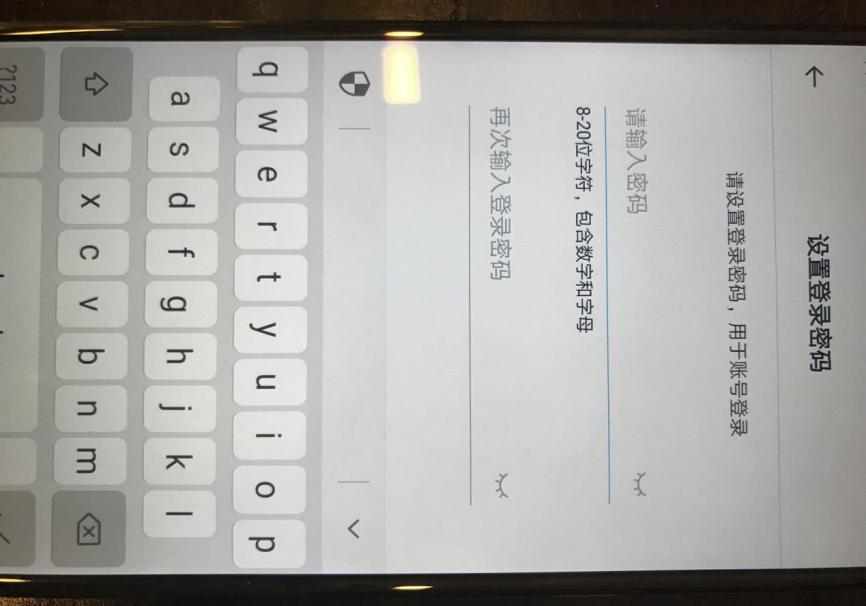 设置登录密码
请设置登录密码，用于账号登录
请输入密码
8-20位字符，包含数字和字母
再次输入登录密码
q w e r t y u i o p
a s d f g h j k l
z x c v b n m
?123